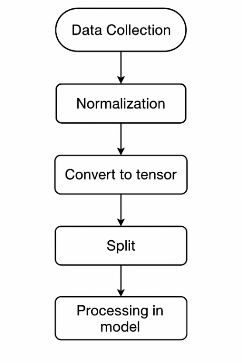 Data Collection
Normalization
Convert to tensor
Split
Processing in
model